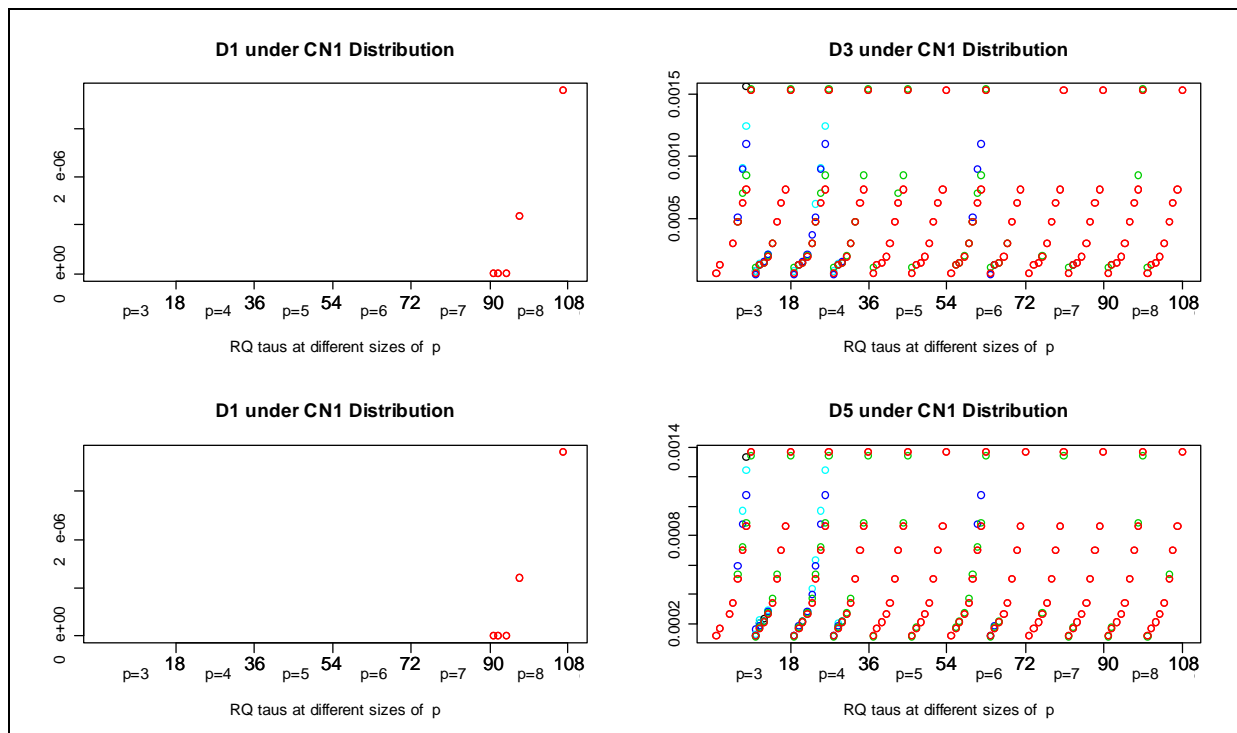 D1 under CN1 Distribution
0 e+00 2 e-06
18 36 54 72 90 108
p=3 p=4 p=5 p=6 p=7 p=8
RQ taus at different sizes of p
D3 under CN1 Distribution
0.0005 0.0010 0.0015
18 36 54 72 90 108
p=3 p=4 p=5 p=6 p=7 p=8
RQ taus at different sizes of p
D1 under CN1 Distribution
0 e+00 2 e-06
18 36 54 72 90 108
p=3 p=4 p=5 p=6 p=7 p=8
RQ taus at different sizes of p
D5 under CN1 Distribution
0.0002 0.0008 0.0014
18 36 54 72 90 108
p=3 p=4 p=5 p=6 p=7 p=8
RQ taus at different sizes of p